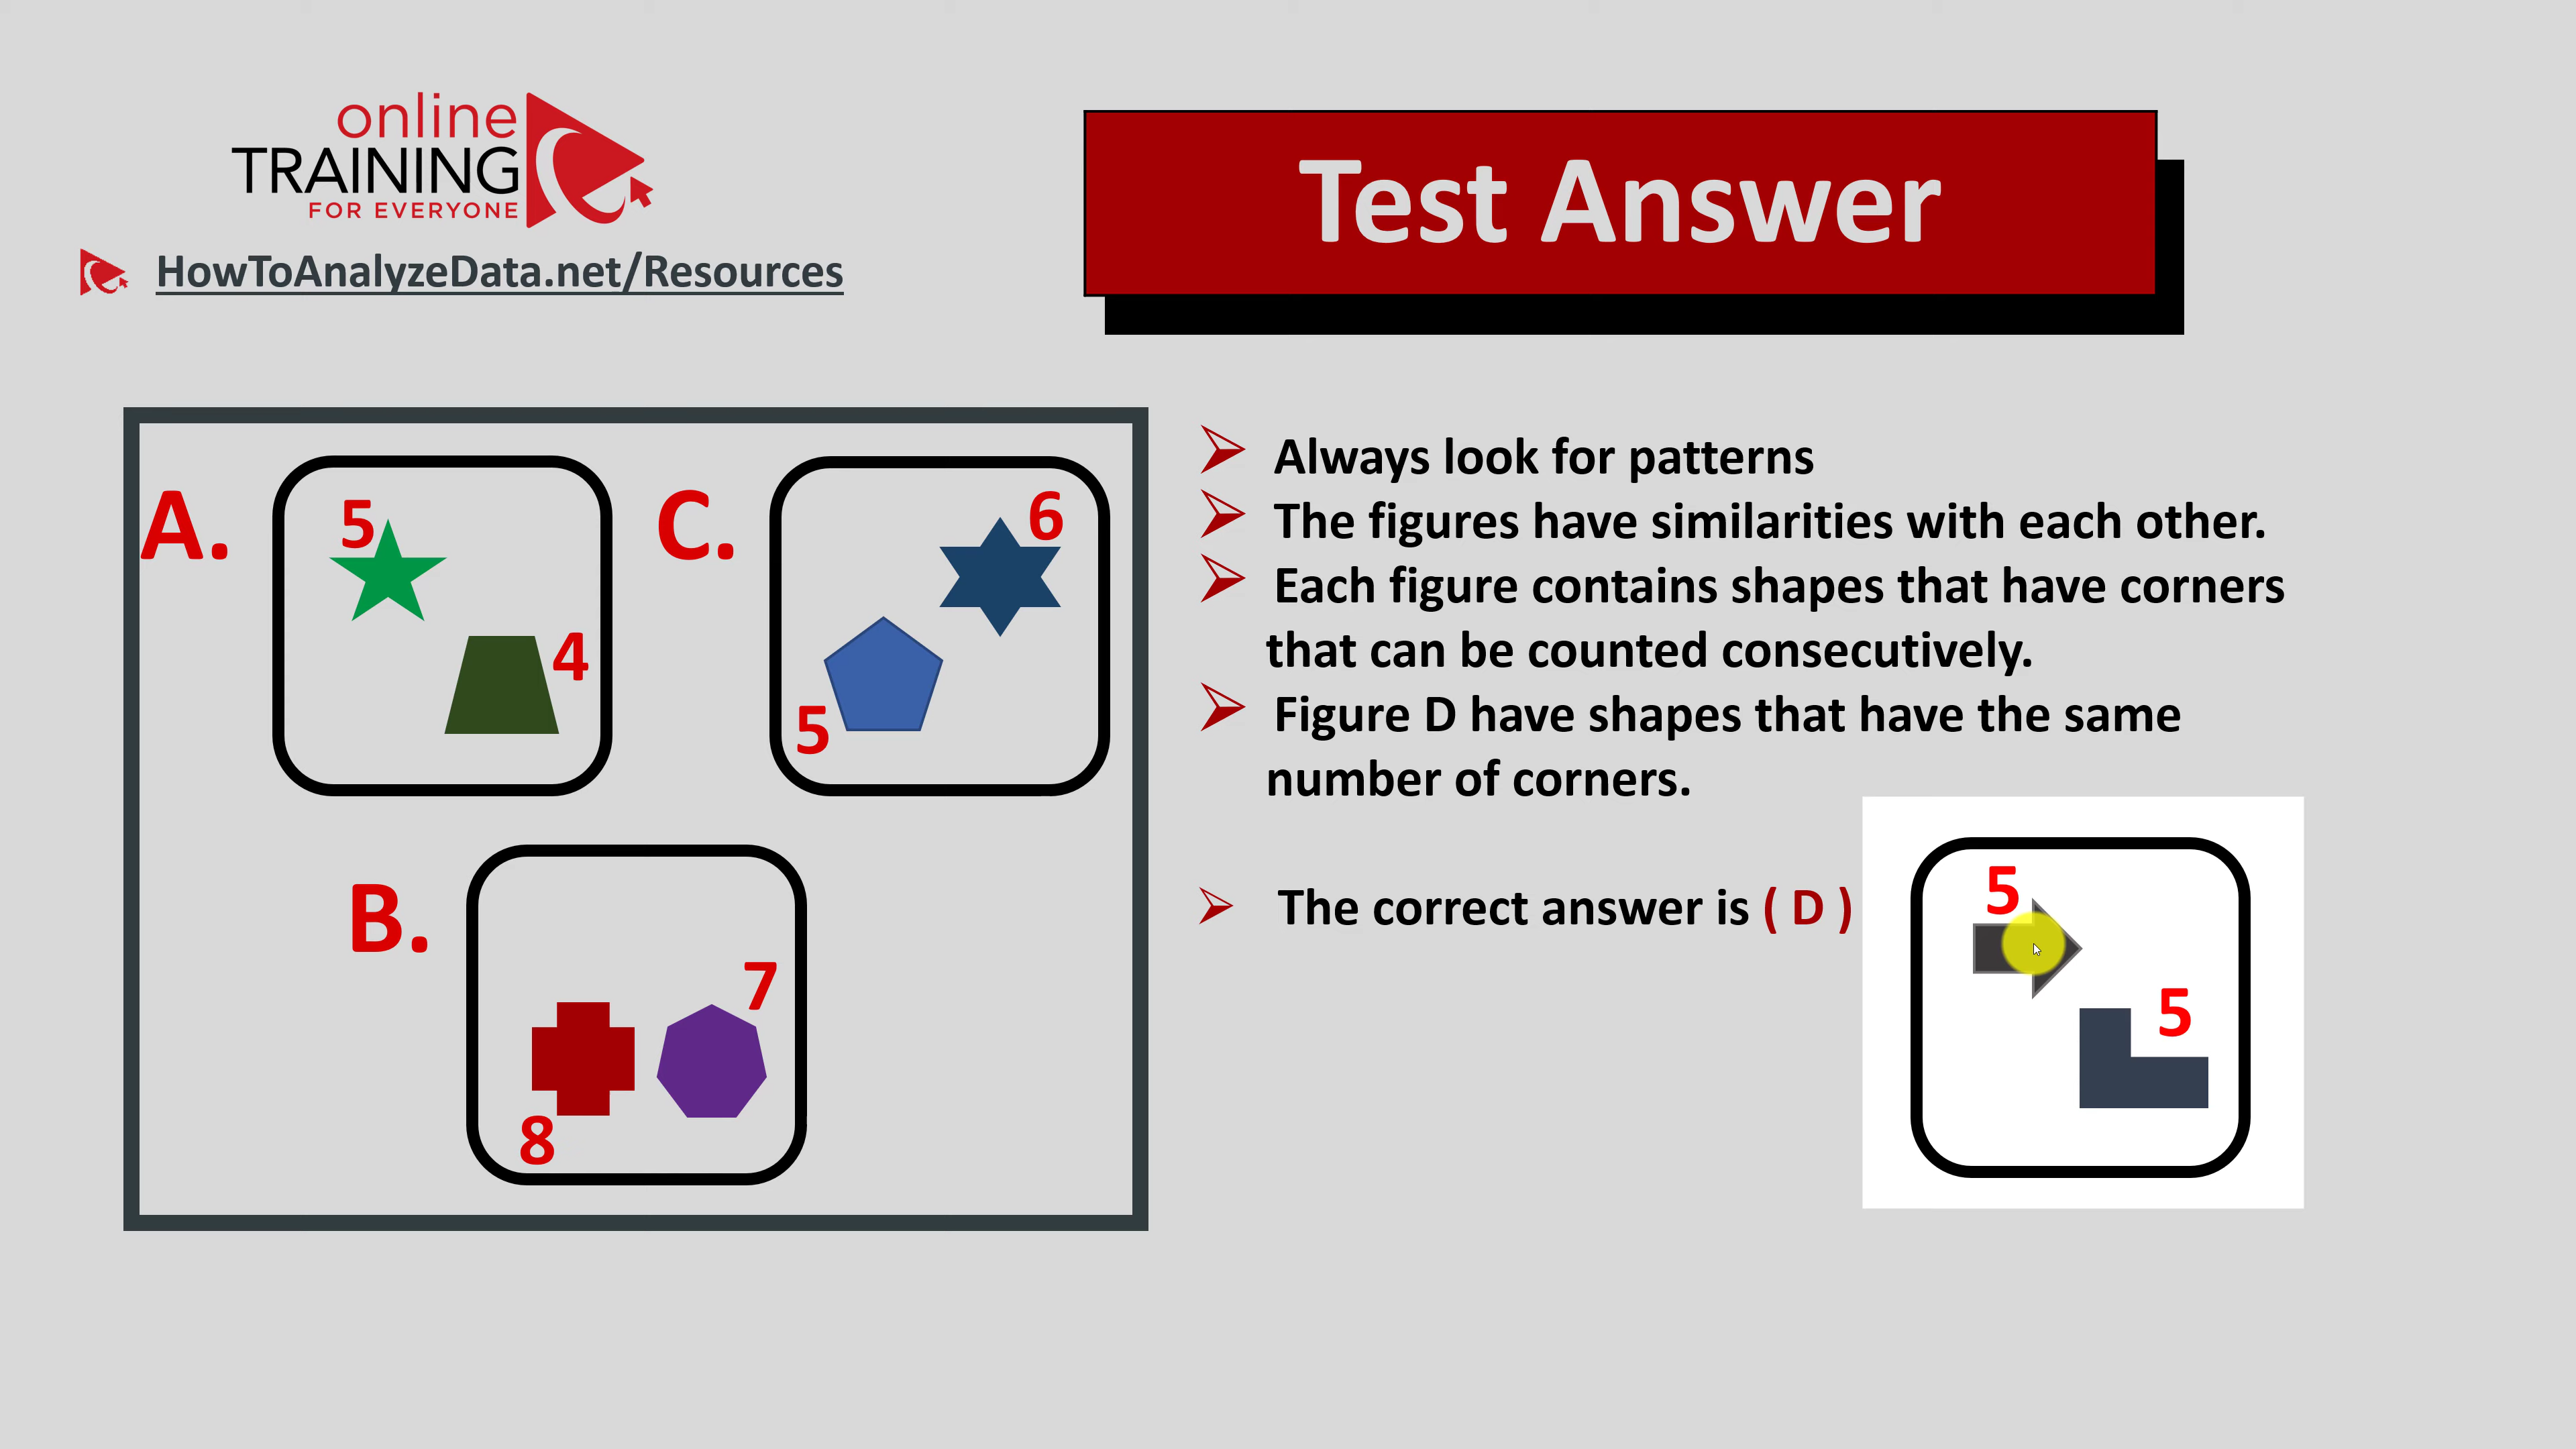 online
TRAINING
FOR EVERYONE
HowToAnalyzeData.net/Resources
Test Answer
A.
5
4
C.
6
5
B.
7
8
Always look for patterns
The figures have similarities with each other.
Each figure contains shapes that have corners
that can be counted consecutively.
Figure D have shapes that have the same
number of corners.
The correct answer is ( D )
5
5